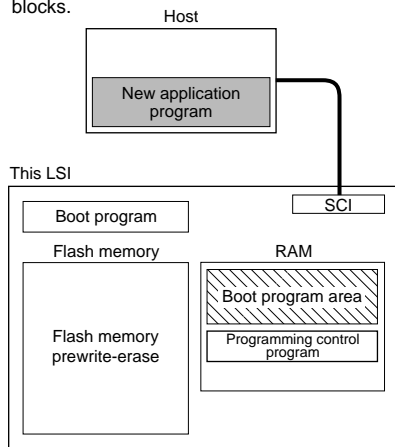 blocks.
Host
New application
program
This LSI
SCI
Boot program
Flash memory
RAM
Boot program area
Flash memory
prewrite-erase
Programming control
program